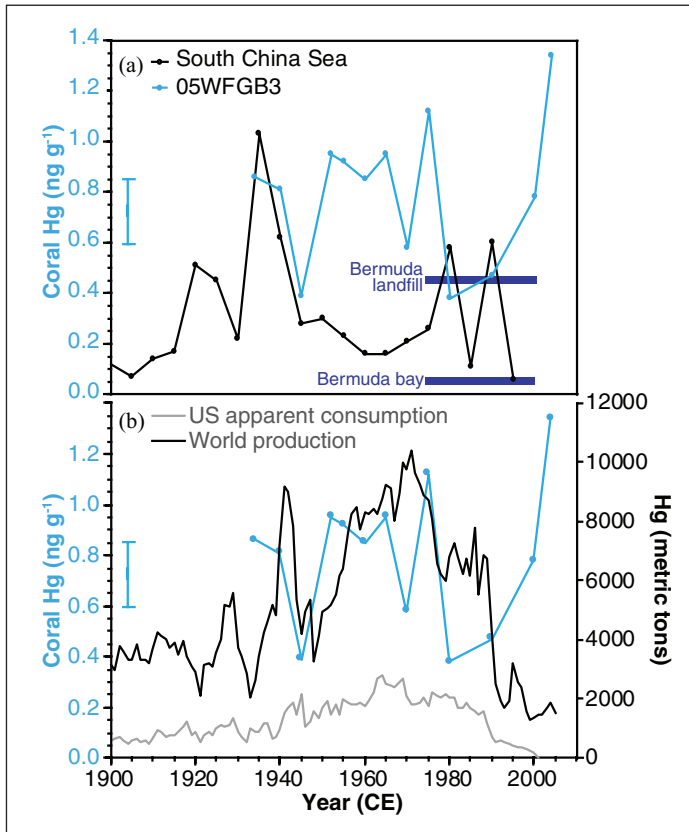 1.4
(a)
South China Sea
05WFGB3
1.2
1.0
0.8
0.6
0.4
0.2
0.0
Coral Hg (ng g⁻¹)
Bermuda
landfill
Bermuda bay
(b)
US apparent consumption
World production
1.2
1.0
0.8
0.6
0.4
0.2
0.0
Coral Hg (ng g⁻¹)
12000
10000
8000
6000
4000
2000
0
Hg (metric tons)
1900 1920 1940 1960 1980 2000
Year (CE)